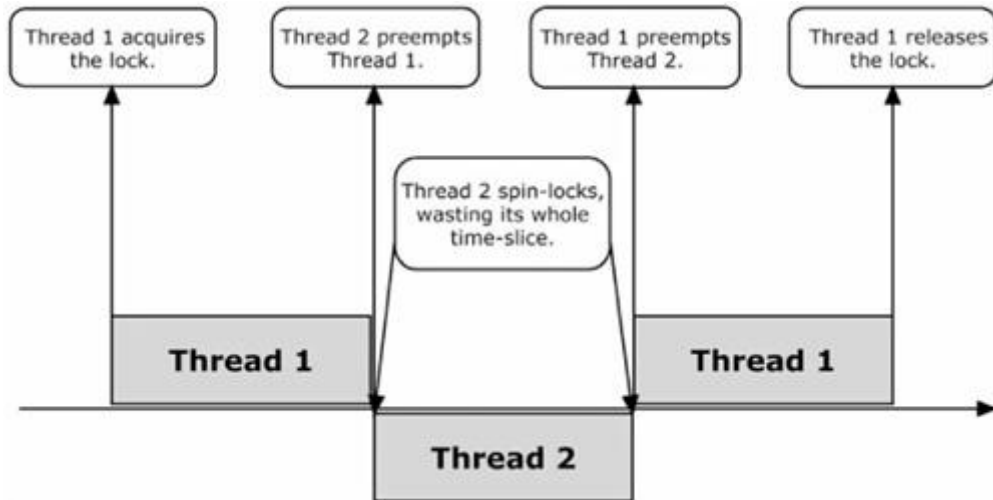 Thread 1 acquires
the lock.
Thread 2 preempts
Thread 1.
Thread 1 preempts
Thread 2.
Thread 1 releases
the lock.
Thread 2 spin-locks,
wasting its whole
time-slice.
Thread 1
Thread 1
Thread 2